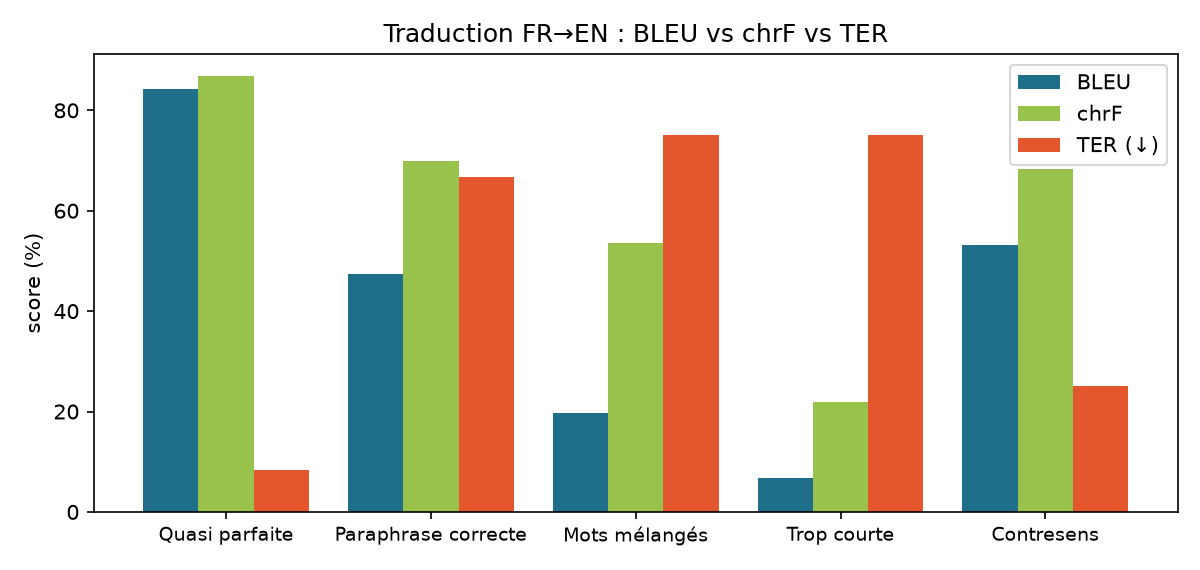 Traduction FR→EN : BLEU vs chrF vs TER
BLEU
chrF
TER (↓)
score (%)
80
60
40
20
0
Quasi parfaite
Paraphrase correcte
Mots mélangés
Trop courte
Contresens